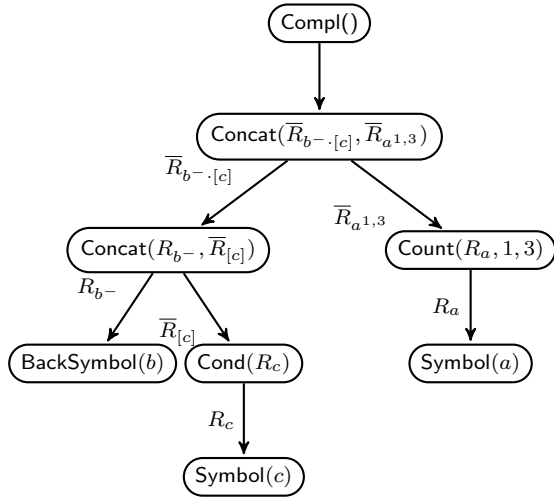 Compl()
Concat(R̅_{b⁻·[c]}, R̅_{a^{1,3}})
R̅_{b⁻·[c]}
R̅_{a^{1,3}}
Concat(R_{b⁻}, R̅_{[c]})
Count(R_a, 1, 3)
R_{b⁻}
R̅_{[c]}
R_a
BackSymbol(b)
Cond(R_c)
Symbol(a)
R_c
Symbol(c)